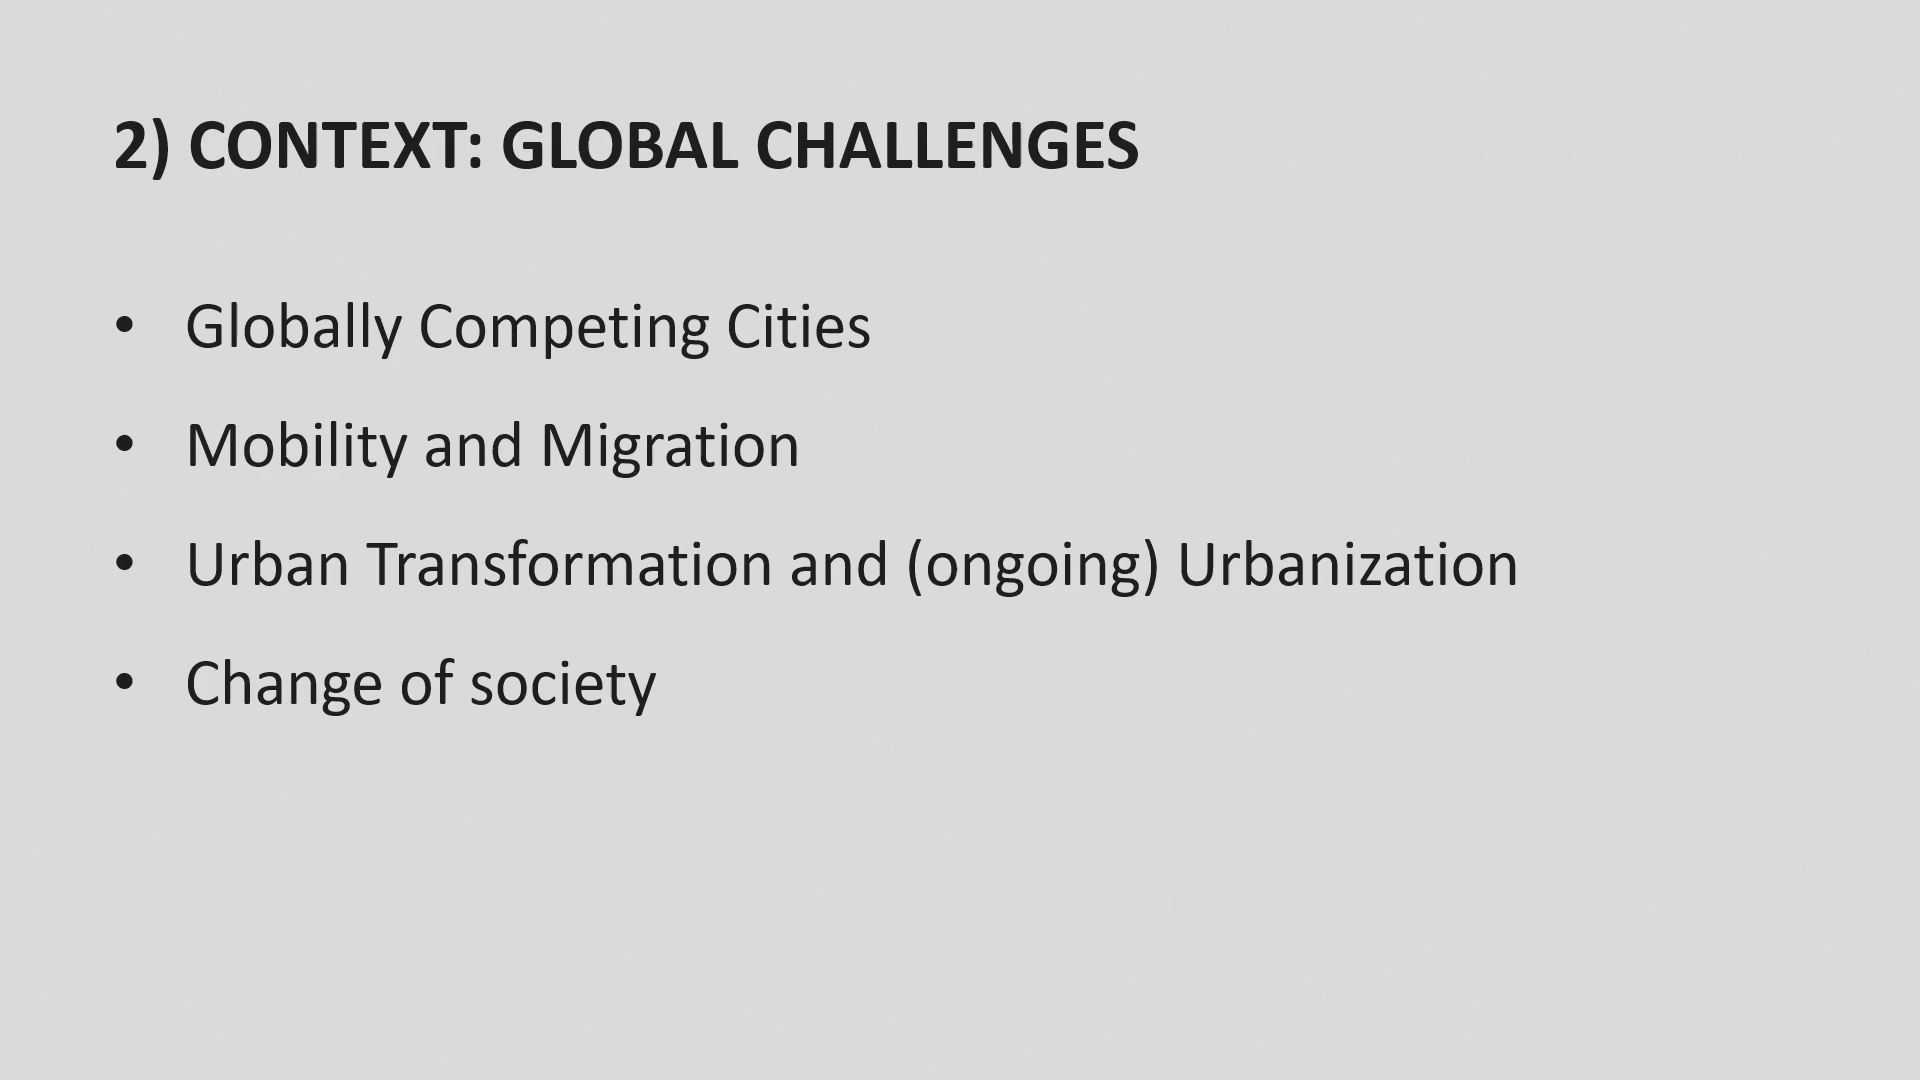 2) CONTEXT: GLOBAL CHALLENGES
• Globally Competing Cities
• Mobility and Migration
• Urban Transformation and (ongoing) Urbanization
• Change of society